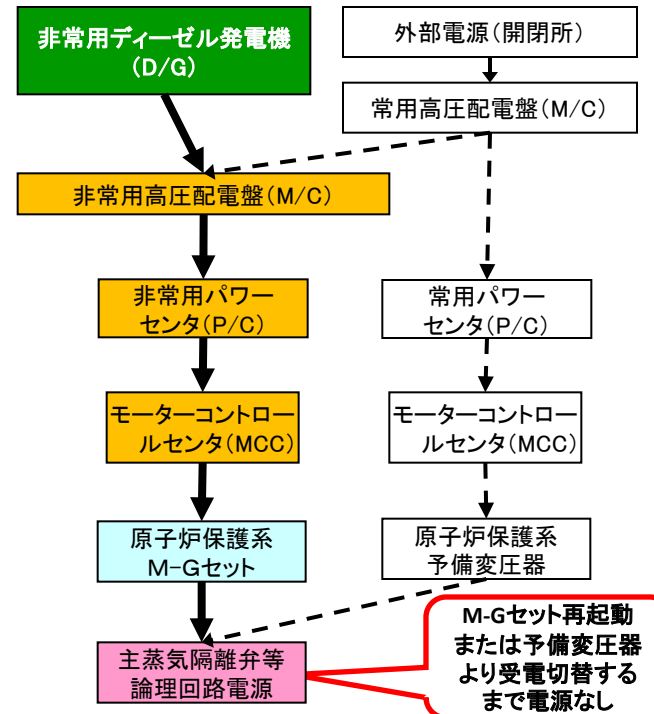 非常用ディーゼル発電機
(D/G)
外部電源(開閉所)
常用高圧配電盤(M/C)
非常用高圧配電盤(M/C)
非常用パワー
センタ(P/C)
常用パワー
センタ(P/C)
モーターコントロー
ルセンタ(MCC)
モーターコントロー
ルセンタ(MCC)
原子炉保護系
M-Gセット
原子炉保護系
予備変圧器
主蒸気隔離弁等
論理回路電源
M-Gセット再起動
または予備変圧器
より受電切替する
まで電源なし